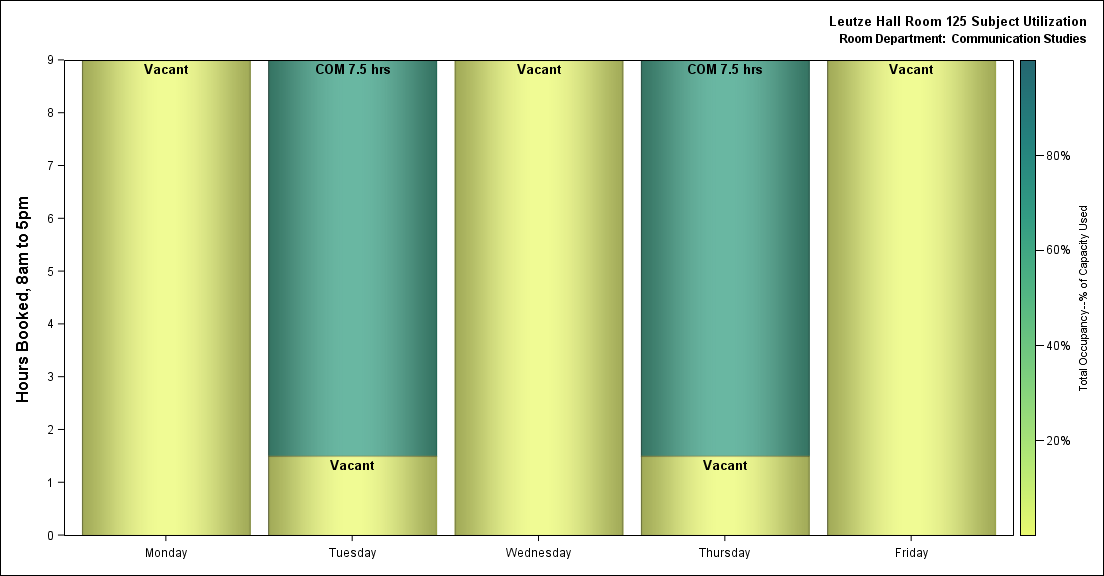 Leutze Hall Room 125 Subject Utilization
Room Department: Communication Studies
Hours Booked, 8am to 5pm
9
8
7
6
5
4
3
2
1
0
Vacant
COM 7.5 hrs
Vacant
COM 7.5 hrs
Vacant
Vacant
Vacant
Monday
Tuesday
Wednesday
Thursday
Friday
80%
60%
40%
20%
Total Occupancy--% of Capacity Used